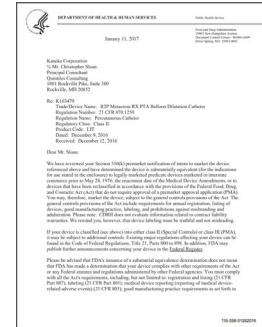 DEPARTMENT OF HEALTH & HUMAN SERVICES
Public Health Service
Food and Drug Administration
10903 New Hampshire Avenue
Document Control Center - WO66-G609
Silver Spring, MD 20993-0002
January 11, 2017
Kaneka Corporation
℅ Mr. Christopher Sloan
Principal Consultant
Quintiles Consulting
1801 Rockville Pike, Suite 300
Rockville, MD 20852
Re: K163479
Trade/Device Name: R2P Metacross RX PTA Balloon Dilatation Catheter
Regulation Number: 21 CFR 870.1250
Regulation Name: Percutaneous Catheter
Regulatory Class: Class II
Product Code: LIT
Dated: December 9, 2016
Received: December 12, 2016
Dear Mr. Sloan:
We have reviewed your Section 510(k) premarket notification of intent to market the device
referenced above and have determined the device is substantially equivalent (for the indications
for use stated in the enclosure) to legally marketed predicate devices marketed in interstate
commerce prior to May 28, 1976, the enactment date of the Medical Device Amendments, or to
devices that have been reclassified in accordance with the provisions of the Federal Food, Drug,
and Cosmetic Act (Act) that do not require approval of a premarket approval application (PMA).
You may, therefore, market the device, subject to the general controls provisions of the Act. The
general controls provisions of the Act include requirements for annual registration, listing of
devices, good manufacturing practice, labeling, and prohibitions against misbranding and
adulteration. Please note: CDRH does not evaluate information related to contract liability
warranties. We remind you, however, that device labeling must be truthful and not misleading.
If your device is classified (see above) into either class II (Special Controls) or class III (PMA),
it may be subject to additional controls. Existing major regulations affecting your device can be
found in the Code of Federal Regulations, Title 21, Parts 800 to 898. In addition, FDA may
publish further announcements concerning your device in the Federal Register.
Please be advised that FDA's issuance of a substantial equivalence determination does not mean
that FDA has made a determination that your device complies with other requirements of the Act
or any Federal statutes and regulations administered by other Federal agencies. You must comply
with all the Act's requirements, including, but not limited to: registration and listing (21 CFR
Part 807); labeling (21 CFR Part 801); medical device reporting (reporting of medical device-
related adverse events) (21 CFR 803); good manufacturing practice requirements as set forth in